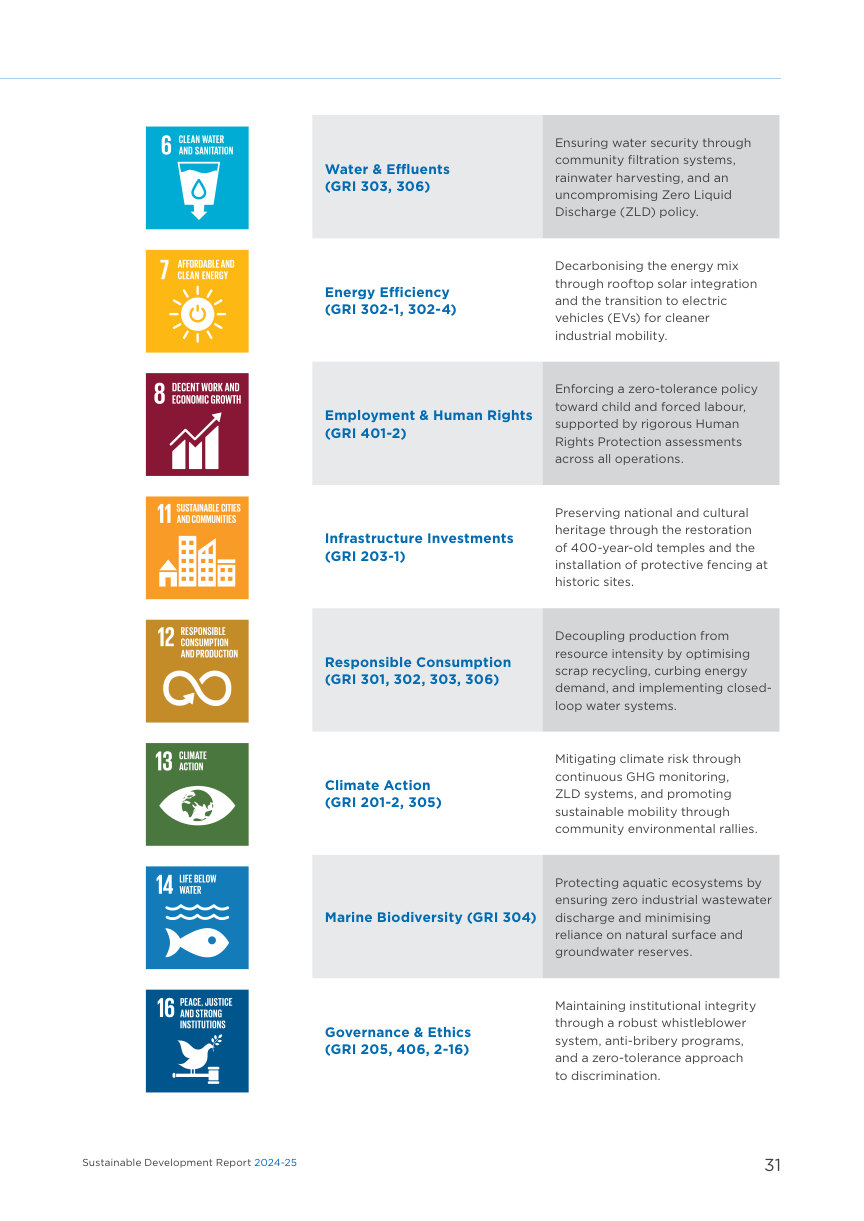 6 CLEAN WATER
AND SANITATION
Water & Effluents
(GRI 303, 306)
Ensuring water security through
community filtration systems,
rainwater harvesting, and an
uncompromising Zero Liquid
Discharge (ZLD) policy.
7 AFFORDABLE AND
CLEAN ENERGY
Energy Efficiency
(GRI 302-1, 302-4)
Decarbonising the energy mix
through rooftop solar integration
and the transition to electric
vehicles (EVs) for cleaner
industrial mobility.
8 DECENT WORK AND
ECONOMIC GROWTH
Employment & Human Rights
(GRI 401-2)
Enforcing a zero-tolerance policy
toward child and forced labour,
supported by rigorous Human
Rights Protection assessments
across all operations.
11 SUSTAINABLE CITIES
AND COMMUNITIES
Infrastructure Investments
(GRI 203-1)
Preserving national and cultural
heritage through the restoration
of 400-year-old temples and the
installation of protective fencing at
historic sites.
12 RESPONSIBLE
CONSUMPTION
AND PRODUCTION
Responsible Consumption
(GRI 301, 302, 303, 306)
Decoupling production from
resource intensity by optimising
scrap recycling, curbing energy
demand, and implementing closed-
loop water systems.
13 CLIMATE
ACTION
Climate Action
(GRI 201-2, 305)
Mitigating climate risk through
continuous GHG monitoring,
ZLD systems, and promoting
sustainable mobility through
community environmental rallies.
14 LIFE BELOW
WATER
Marine Biodiversity (GRI 304)
Protecting aquatic ecosystems by
ensuring zero industrial wastewater
discharge and minimising
reliance on natural surface and
groundwater reserves.
16 PEACE, JUSTICE
AND STRONG
INSTITUTIONS
Governance & Ethics
(GRI 205, 406, 2-16)
Maintaining institutional integrity
through a robust whistleblower
system, anti-bribery programs,
and a zero-tolerance approach
to discrimination.
Sustainable Development Report 2024-25
31